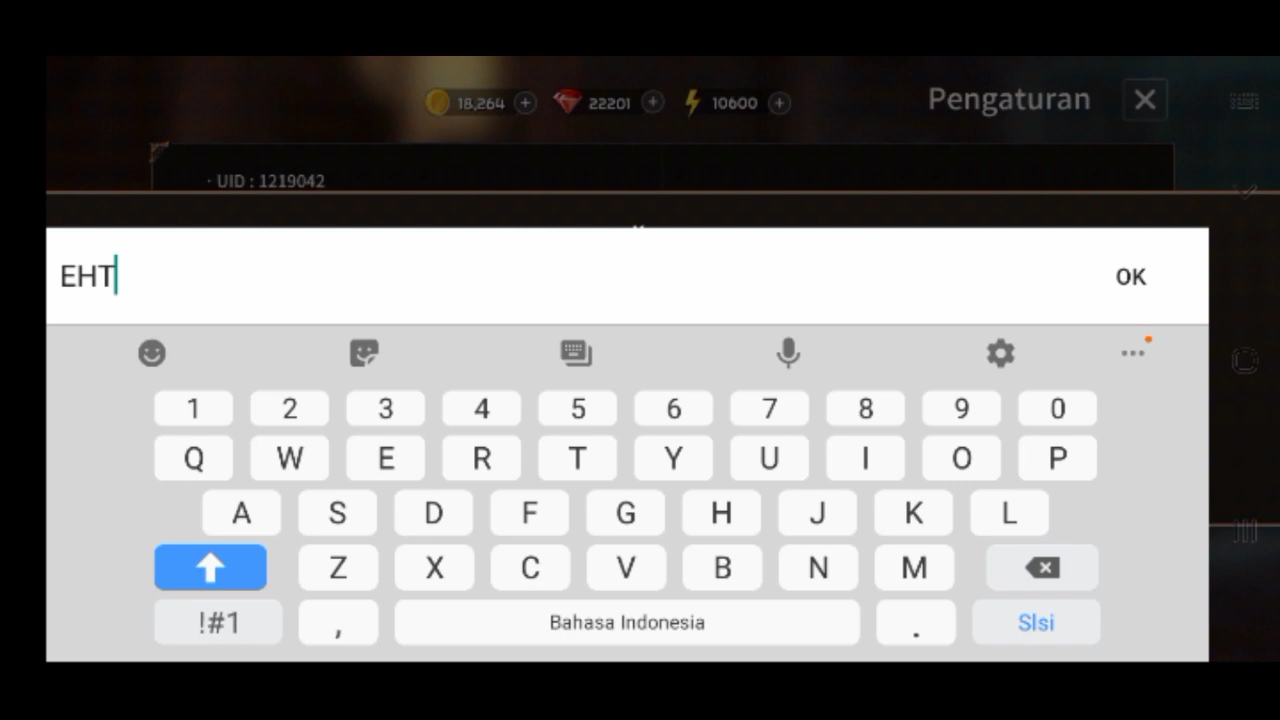 18,264 22201 10600 Pengaturan
· UID : 1219042
EHT OK
1 2 3 4 5 6 7 8 9 0
Q W E R T Y U I O P
A S D F G H J K L
Z X C V B N M
!#1 , Bahasa Indonesia . SIsi